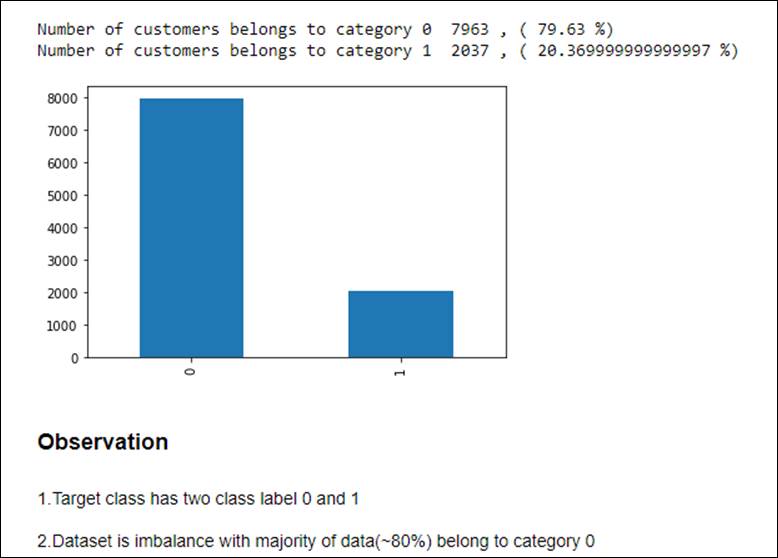 Number of customers belongs to category 0  7963 , ( 79.63 %)
Number of customers belongs to category 1  2037 , ( 20.369999999999997 %)
8000
7000
6000
5000
4000
3000
2000
1000
0
0
1
Observation
1.Target class has two class label 0 and 1
2.Dataset is imbalance with majority of data(~80%) belong to category 0